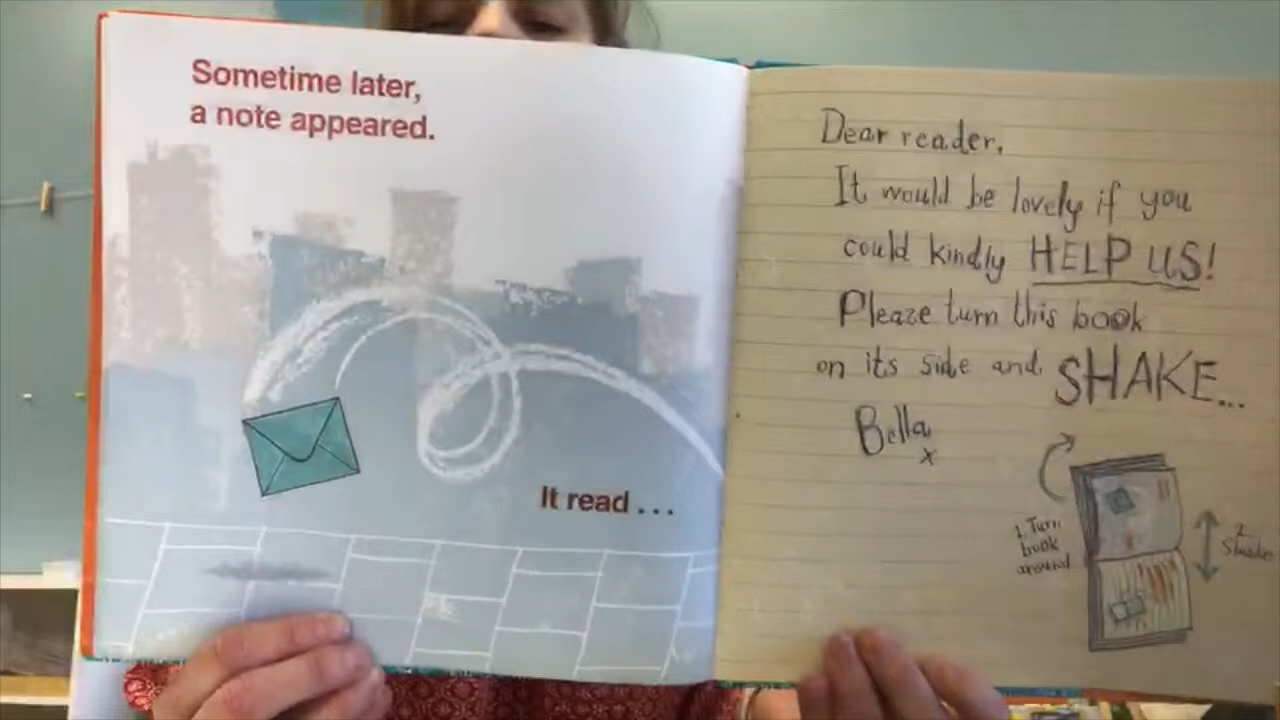 Sometime later,
a note appeared.
It read . . .
Dear reader,
It would be lovely if you
could kindly HELP US!
Please turn this book
on its side and SHAKE...
Bella
x
1. Turn
book
around
2
Shake